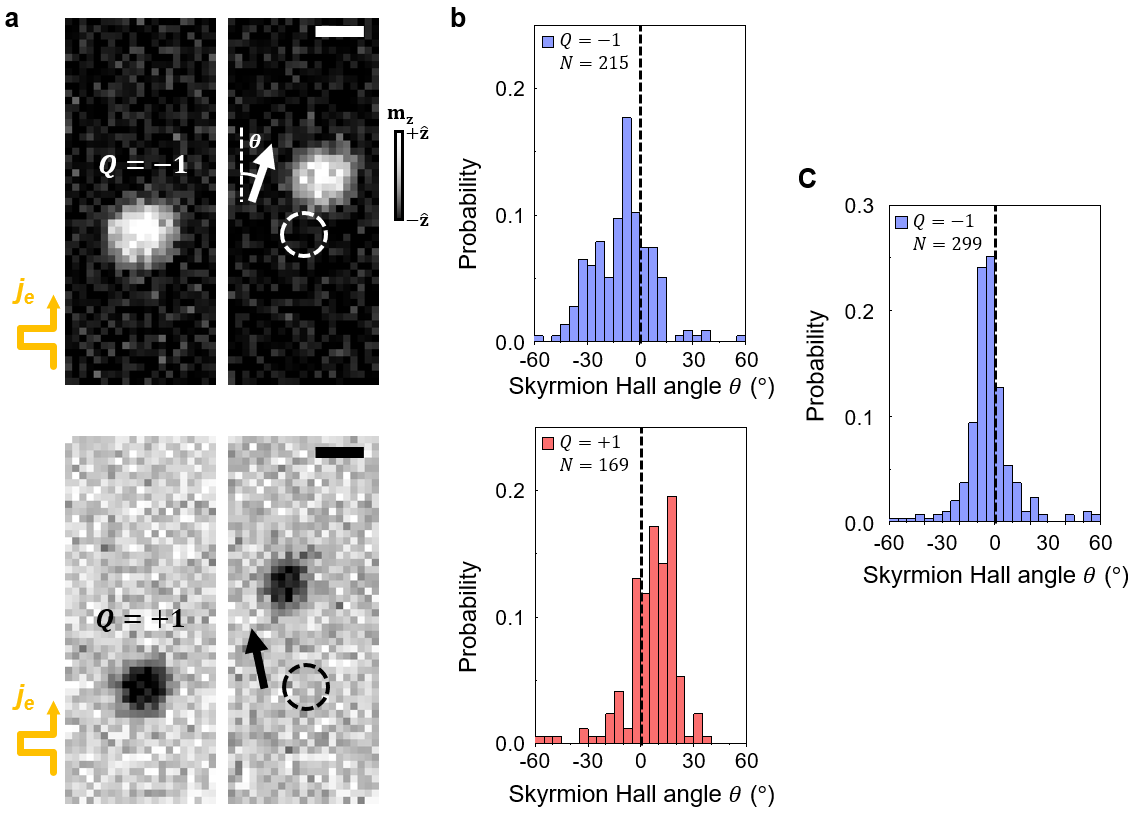 a
Q = −1
θ
m_z
+ẑ
−ẑ
j_e
Q = +1
j_e
b
Q = −1
N = 215
Probability
0.2
0.1
0.0
-60 -30 0 30 60
Skyrmion Hall angle θ (°)
Q = +1
N = 169
Probability
0.2
0.1
0.0
-60 -30 0 30 60
Skyrmion Hall angle θ (°)
C
Q = −1
N = 299
Probability
0.3
0.2
0.1
0.0
-60 -30 0 30 60
Skyrmion Hall angle θ (°)